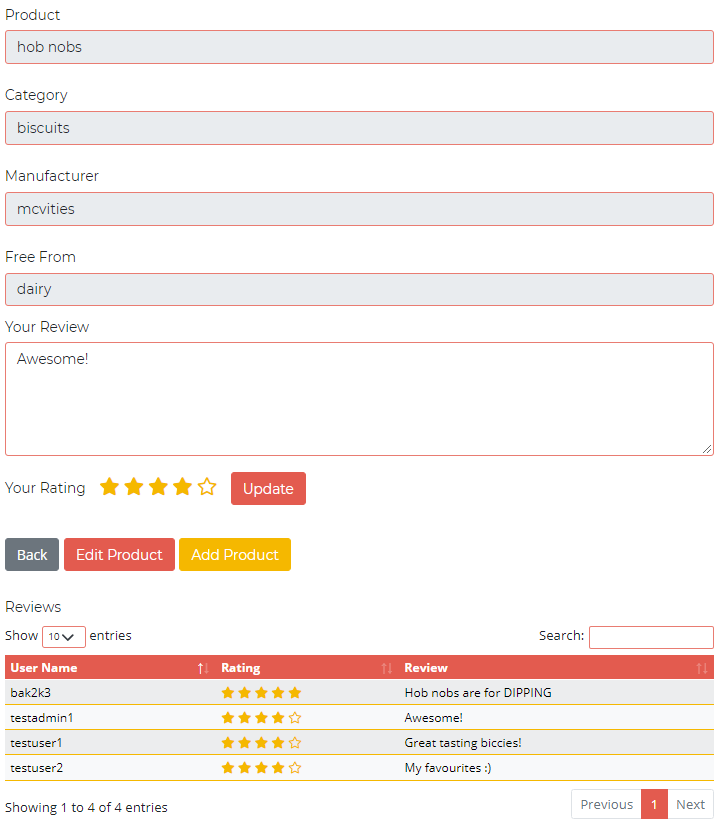 Product
hob nobs
Category
biscuits
Manufacturer
mcvities
Free From
dairy
Your Review
Awesome!
Your Rating Update
Back Edit Product Add Product
Reviews
Show 10 entries Search:
User Name Rating Review
bak2k3 Hob nobs are for DIPPING
testadmin1 Awesome!
testuser1 Great tasting biccies!
testuser2 My favourites :)
Showing 1 to 4 of 4 entries Previous 1 Next